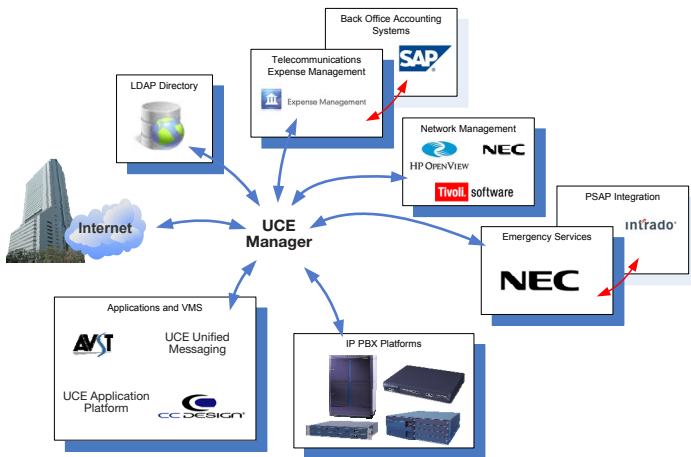 Back Office Accounting
Systems
SAP
Telecommunications
Expense Management
Expense Management
LDAP Directory
Network Management
HP OPENVIEW
NEC
Tivoli. software
Internet
UCE
Manager
PSAP Integration
intrado
Emergency Services
NEC
Applications and VMS
AVST
UCE Unified
Messaging
UCE Application
Platform
CC DESIGN
IP PBX Platforms